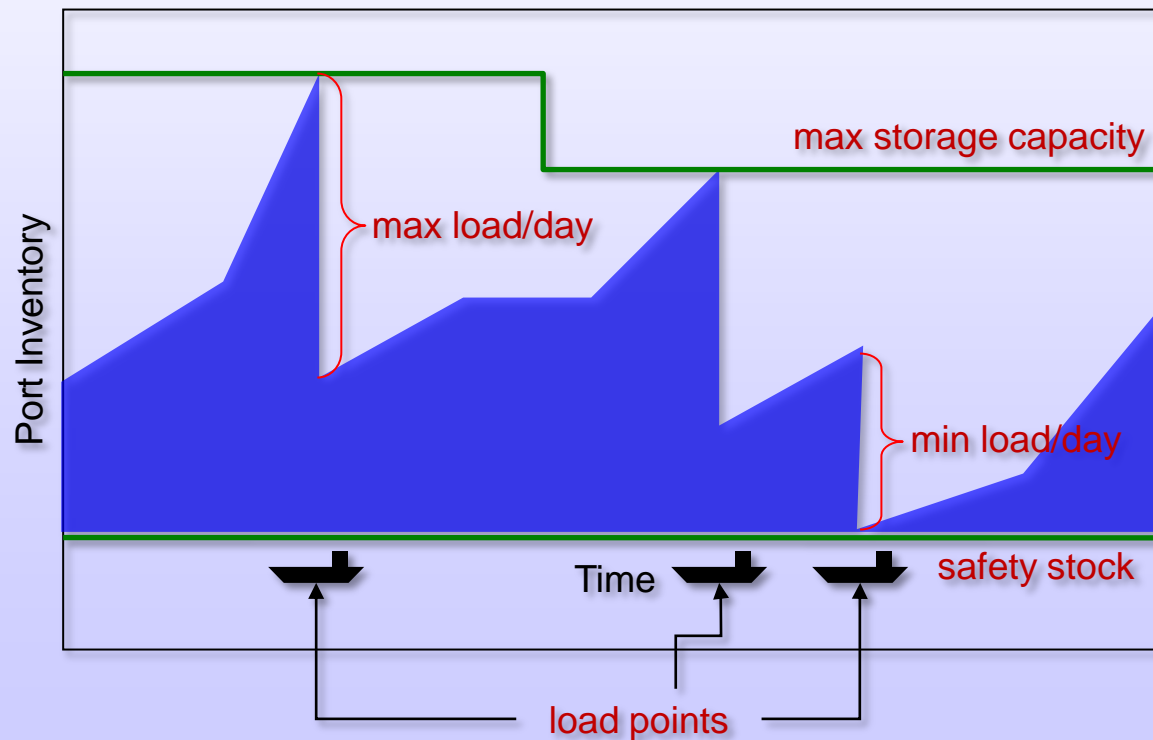 max storage capacity
max load/day
Port Inventory
min load/day
Time
safety stock
load points